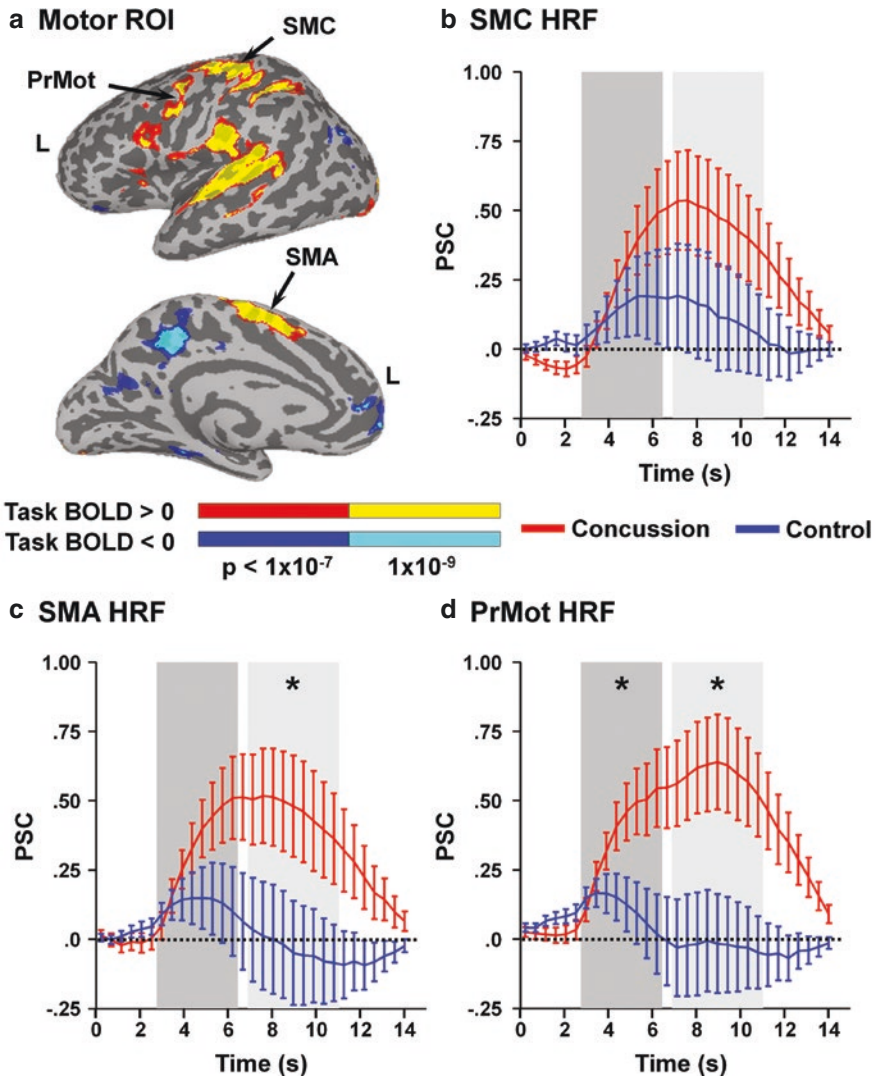 a Motor ROI
SMC
PrMot
L
SMA
L
Task BOLD > 0
Task BOLD < 0
p < 1x10⁻⁷ 1x10⁻⁹
b SMC HRF
1.00
.75
.50
.25
.0
-.25
PSC
0 2 4 6 8 10 12 14
Time (s)
Concussion Control
c SMA HRF
1.00
.75
.50
.25
.0
-.25
PSC
*
0 2 4 6 8 10 12 14
Time (s)
d PrMot HRF
1.00
.75
.50
.25
.0
-.25
PSC
* *
0 2 4 6 8 10 12 14
Time (s)